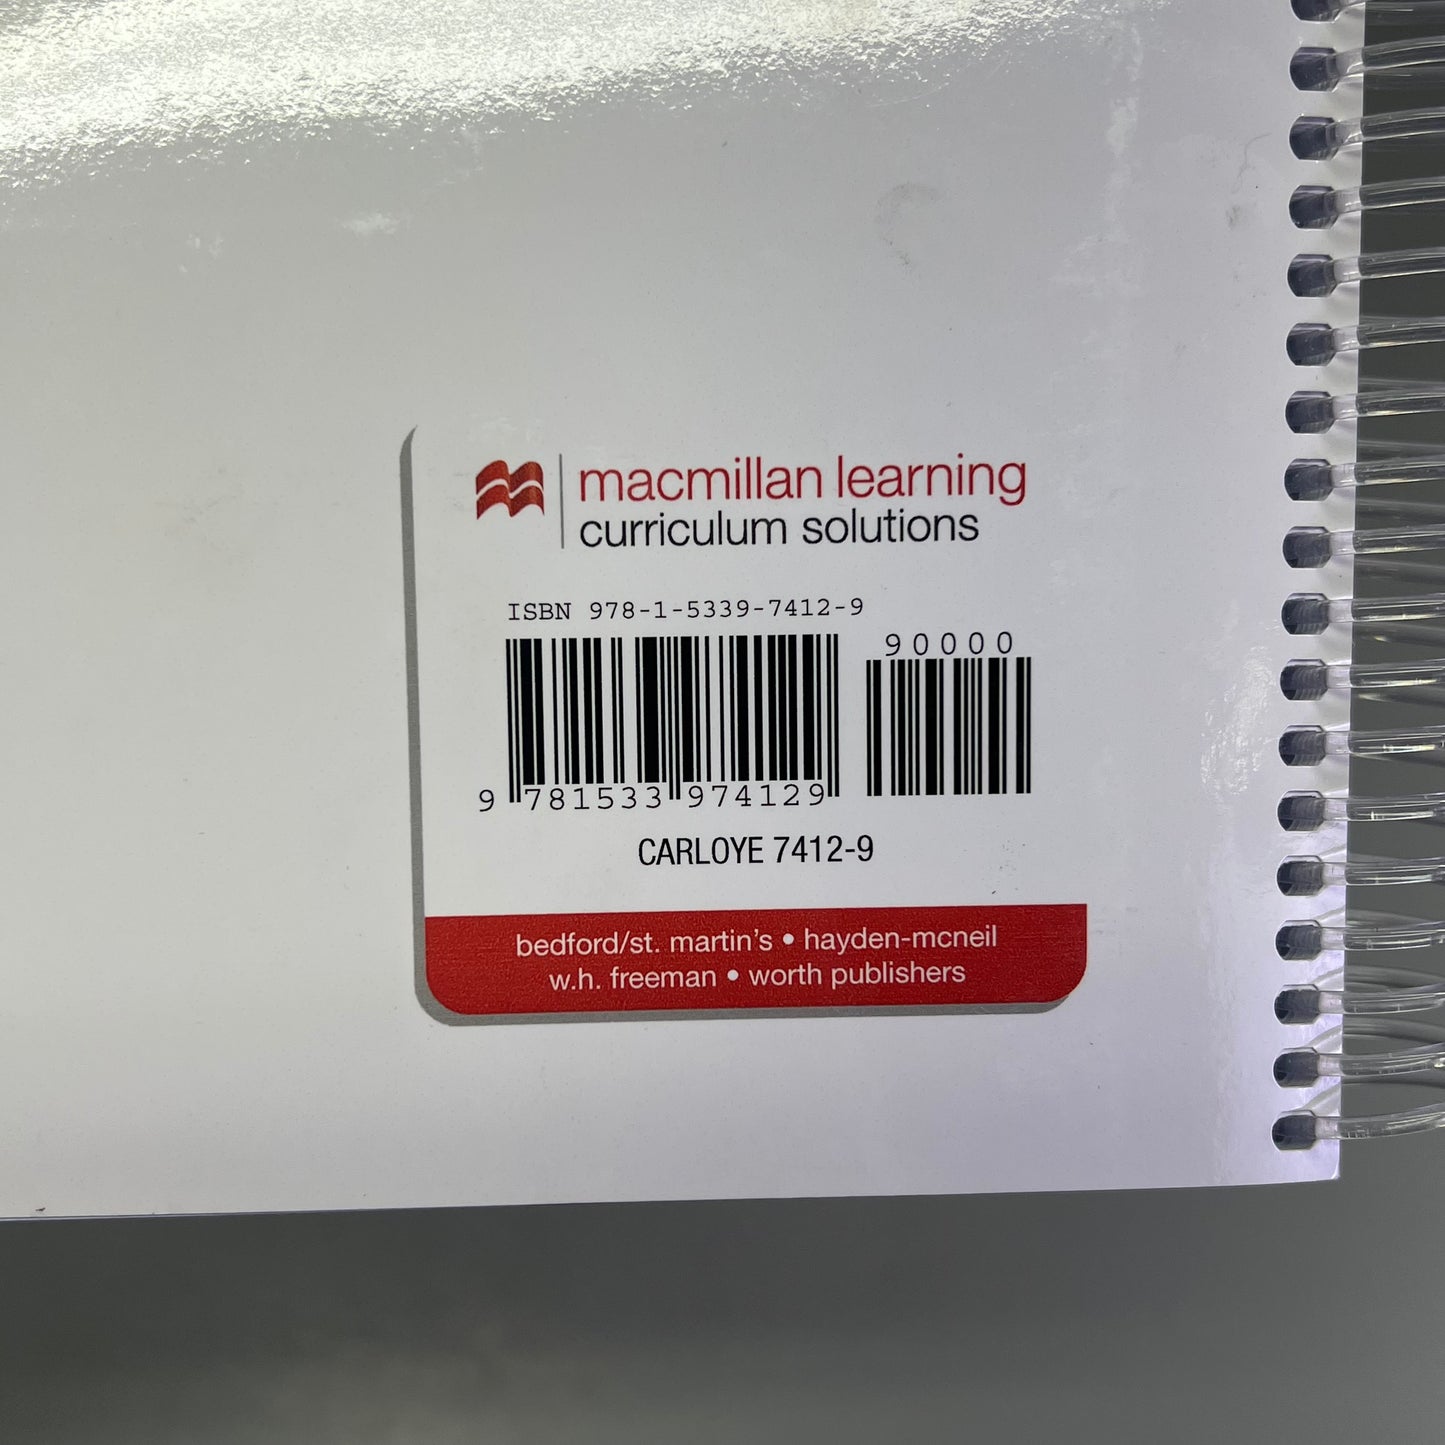 macmillan learning
curriculum solutions
ISBN 978-1-5339-7412-9
90000
9 781533 974129
CARLOYE 7412-9
bedford/st. martin's • hayden-mcneil
w.h. freeman • worth publishers